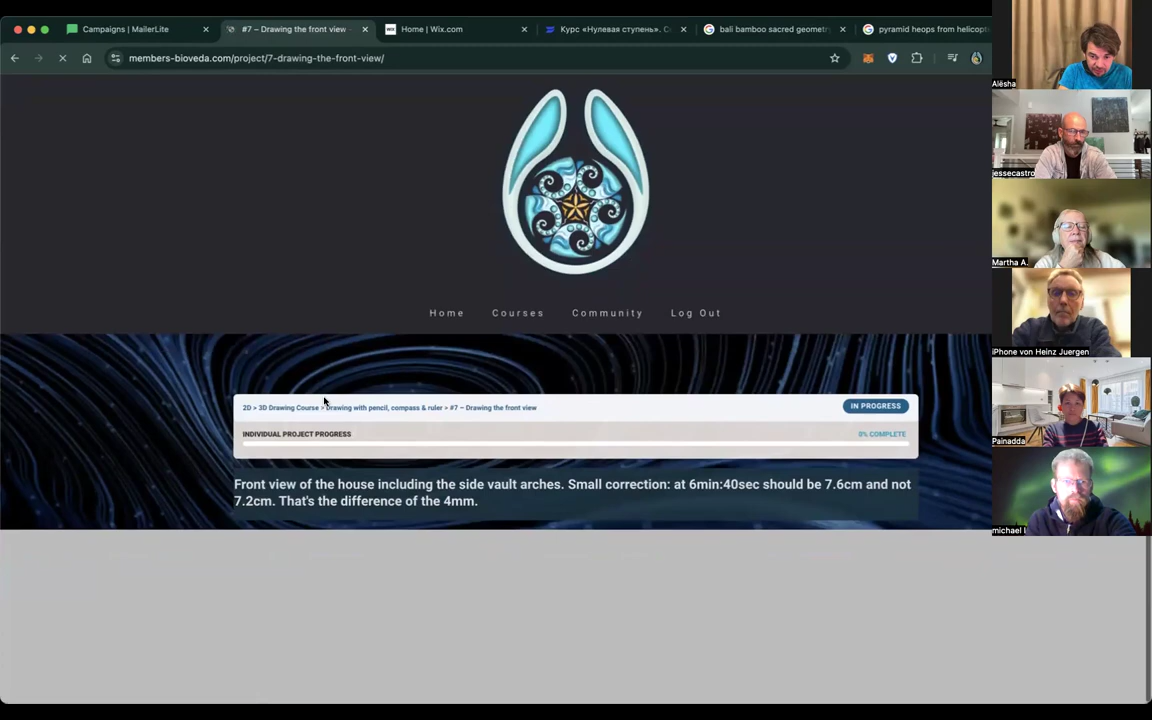 Campaigns | MailerLite
#7 – Drawing the front view
Home | Wix.com
Курс «Нулевая ступень». Со
bali bamboo sacred geometry
pyramid heops from helicopt
members-bioveda.com/project/7-drawing-the-front-view/
Home Courses Community Log Out
2D > 3D Drawing Course > Drawing with pencil, compass & ruler > #7 – Drawing the front view
IN PROGRESS
INDIVIDUAL PROJECT PROGRESS
0% COMPLETE
Front view of the house including the side vault arches. Small correction: at 6min:40sec should be 7.6cm and not
7.2cm. That's the difference of the 4mm.
Alësha
jessecastro
Martha A.
iPhone von Heinz Juergen
Painadda
michael l